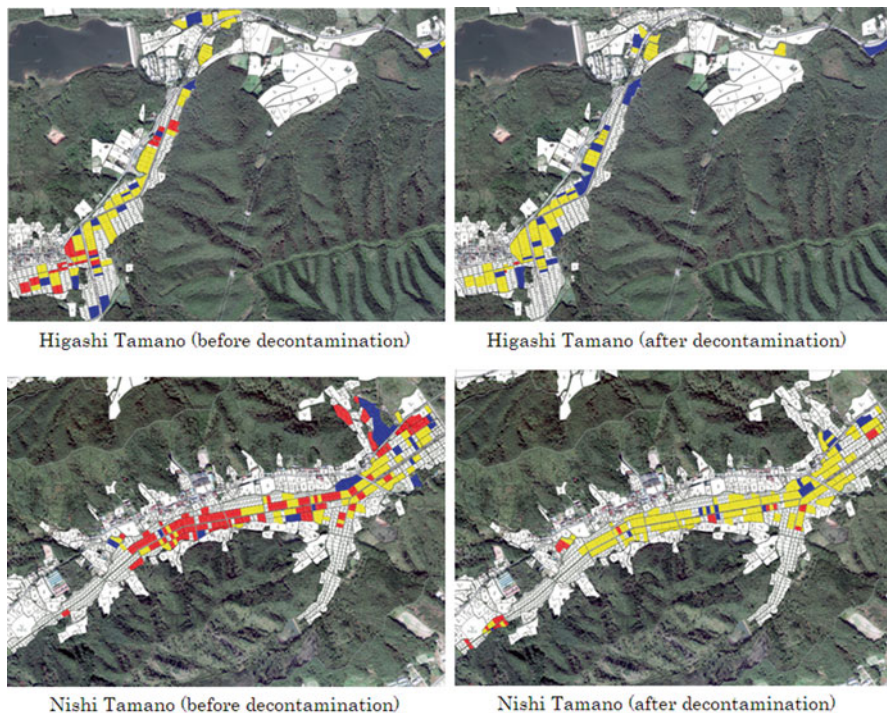 Higashi Tamano (before decontamination)
Higashi Tamano (after decontamination)
Nishi Tamano (before decontamination)
Nishi Tamano (after decontamination)